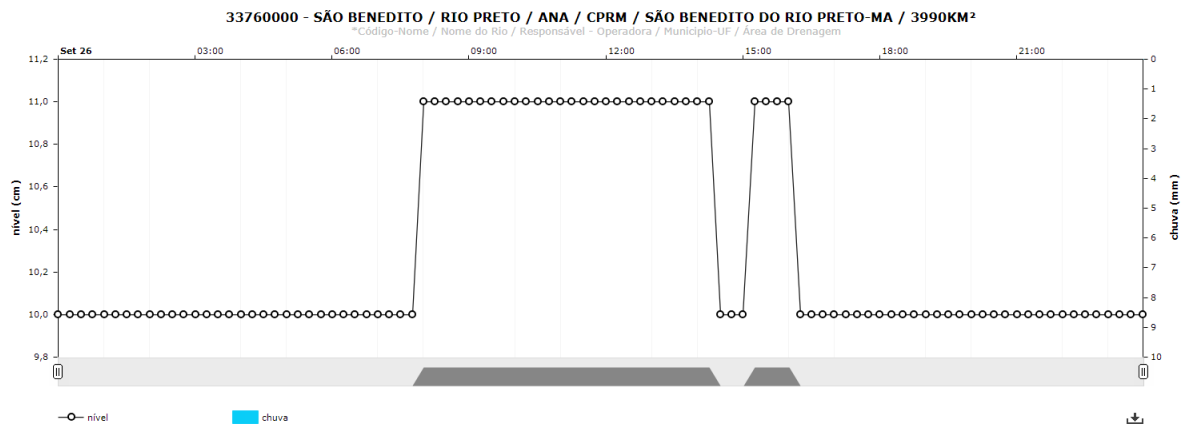 33760000 - SÃO BENEDITO / RIO PRETO / ANA / CPRM / SÃO BENEDITO DO RIO PRETO-MA / 3990KM²
*Código-Nome / Nome do Rio / Responsável - Operadora / Municipio-UF / Área de Drenagem
Set 26 03:00 06:00 09:00 12:00 15:00 18:00 21:00
11,2 0
11,0 1
10,8 2
10,6 3
10,4 4
10,2 5
10,0 6
9,8 7
8
9
10
nível (cm)
chuva (mm)
nível chuva